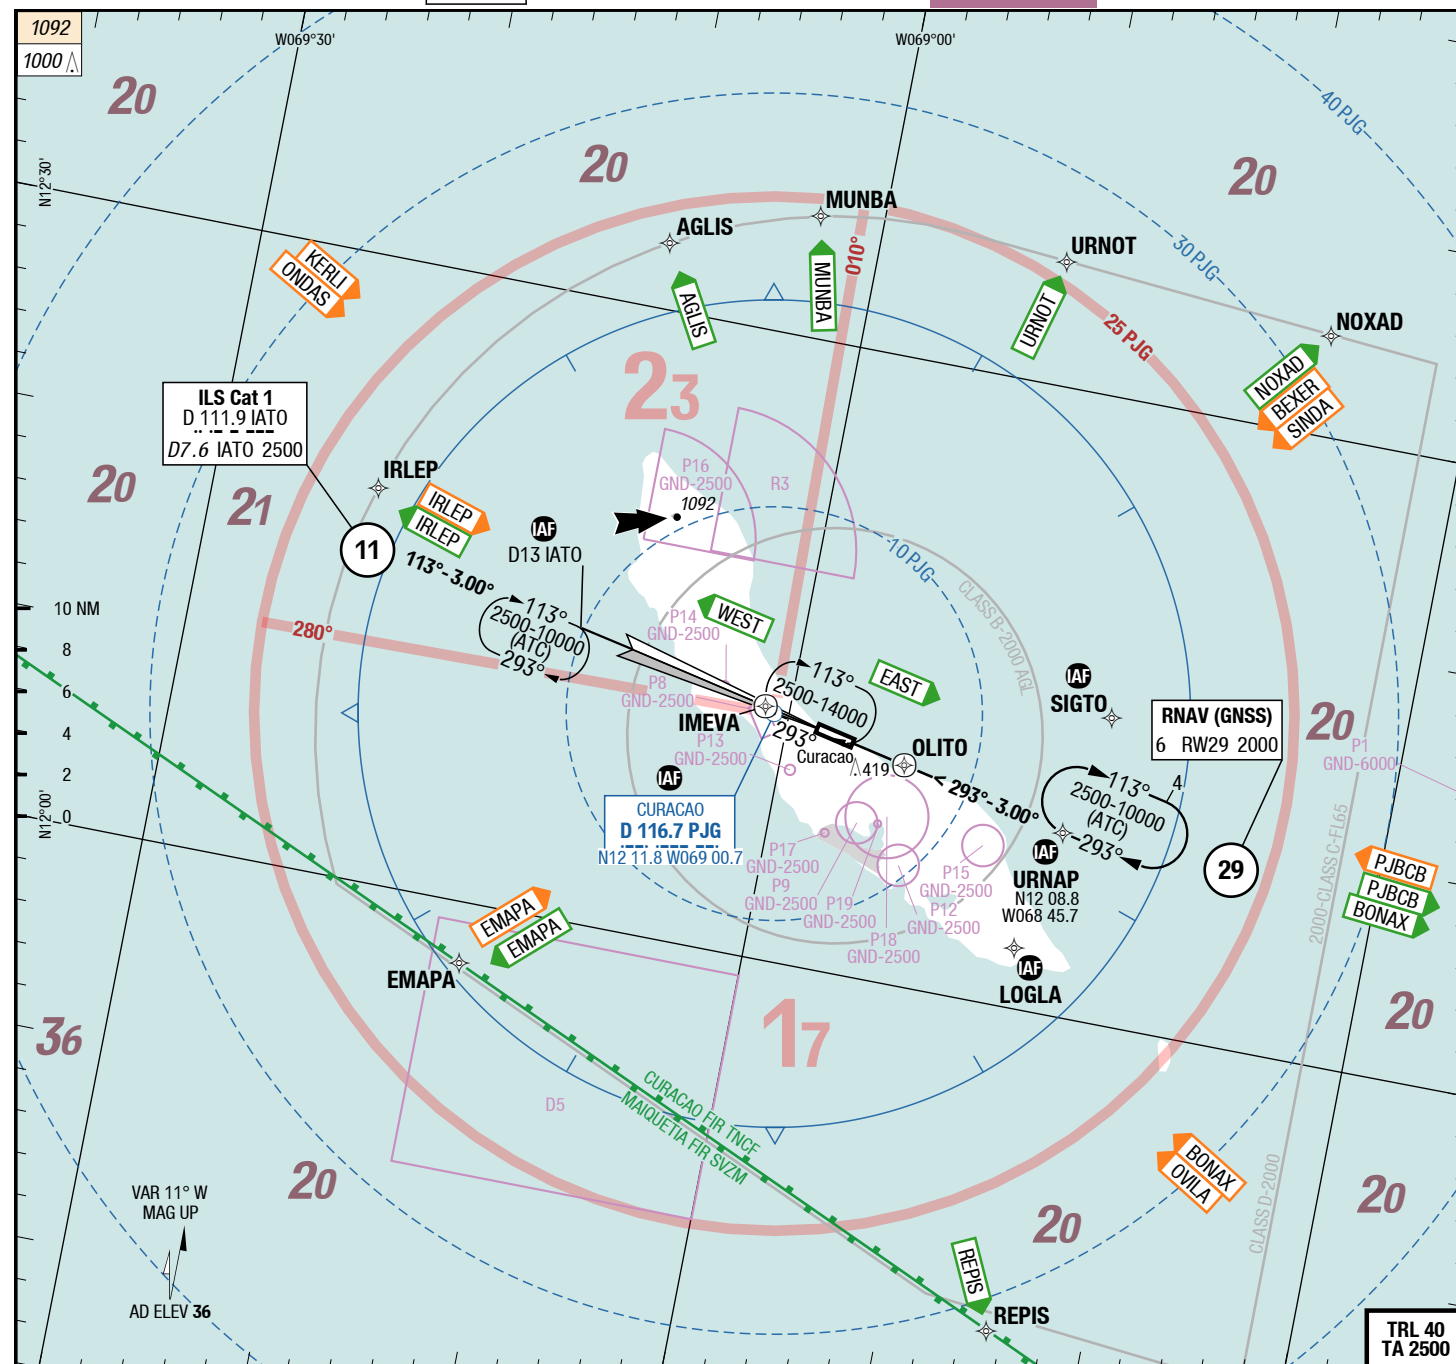 1092
1000
W069°30'
W069°00'
20
20
20
40 PJG
N12°30'
MUNBA
AGLIS
URNOT
30 PJG
010°
KERLI
ONDAS
MUNBA
AGLIS
URNOT
25 PJG
NOXAD
NOXAD
BEXER
SINDA
23
ILS Cat 1
D 111.9 IATO
D7.6 IATO 2500
20
21
IRLEP
IRLEP
IRLEP
P16
GND-2500
R3
1092
IAF
D13 IATO
11
113°-3.00°
10 PJG
CLASS B-2000 AGL
10 NM
8
6
4
2
0
113°
2500-10000
(ATC)
293°
280°
WEST
P14
GND-2500
P8
GND-2500
113°
2500-14000
293°
EAST
IAF
SIGTO
RNAV (GNSS)
6 RW29 2000
20
IMEVA
OLITO
P13
GND-2500
Curacao
419
P1
GND-6000
IAF
< 293°-3.00°
113°
4
2500-10000
(ATC)
293°
N12°00'
CURACAO
D 116.7 PJG
N12 11.8 W069 00.7
P17
GND-2500
P9
GND-2500
P19
GND-2500
P18
GND-2500
P15
GND-2500
P12
GND-2500
IAF
URNAP
N12 08.8
W068 45.7
29
PJBCB
PJBCB
BONAX
2000-CLASS C-FL65
EMAPA
EMAPA
EMAPA
IAF
LOGLA
36
17
20
D5
CURACAO FIR TNCF
MAIQUETIA FIR SVZM
20
VAR 11° W
MAG UP
AD ELEV 36
BONAX
OVILA
20
20
CLASS D-2000
REPIS
REPIS
TRL 40
TA 2500